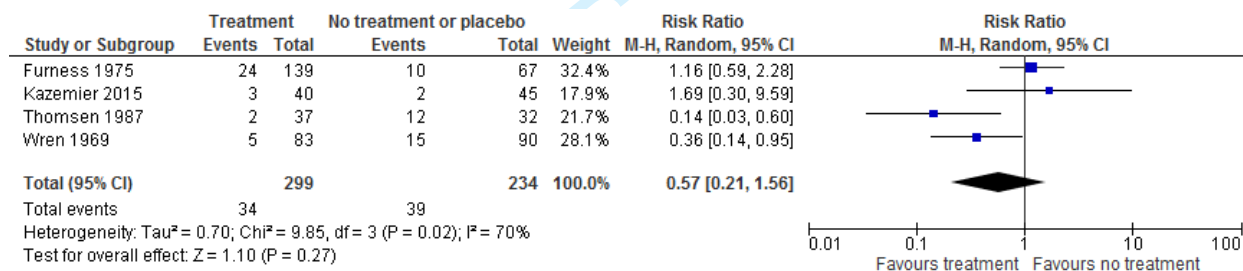 Treatment No treatment or placebo Risk Ratio Risk Ratio
Study or Subgroup Events Total Events Total Weight M-H, Random, 95% CI M-H, Random, 95% CI
Furness 1975 24 139 10 67 32.4% 1.16 [0.59, 2.28]
Kazemier 2015 3 40 2 45 17.9% 1.69 [0.30, 9.59]
Thomsen 1987 2 37 12 32 21.7% 0.14 [0.03, 0.60]
Wren 1969 5 83 15 90 28.1% 0.36 [0.14, 0.95]
Total (95% CI) 299 234 100.0% 0.57 [0.21, 1.56]
Total events 34 39
Heterogeneity: Tau² = 0.70; Chi² = 9.85, df = 3 (P = 0.02); I² = 70%
Test for overall effect: Z = 1.10 (P = 0.27)
0.01 0.1 1 10 100
Favours treatment Favours no treatment